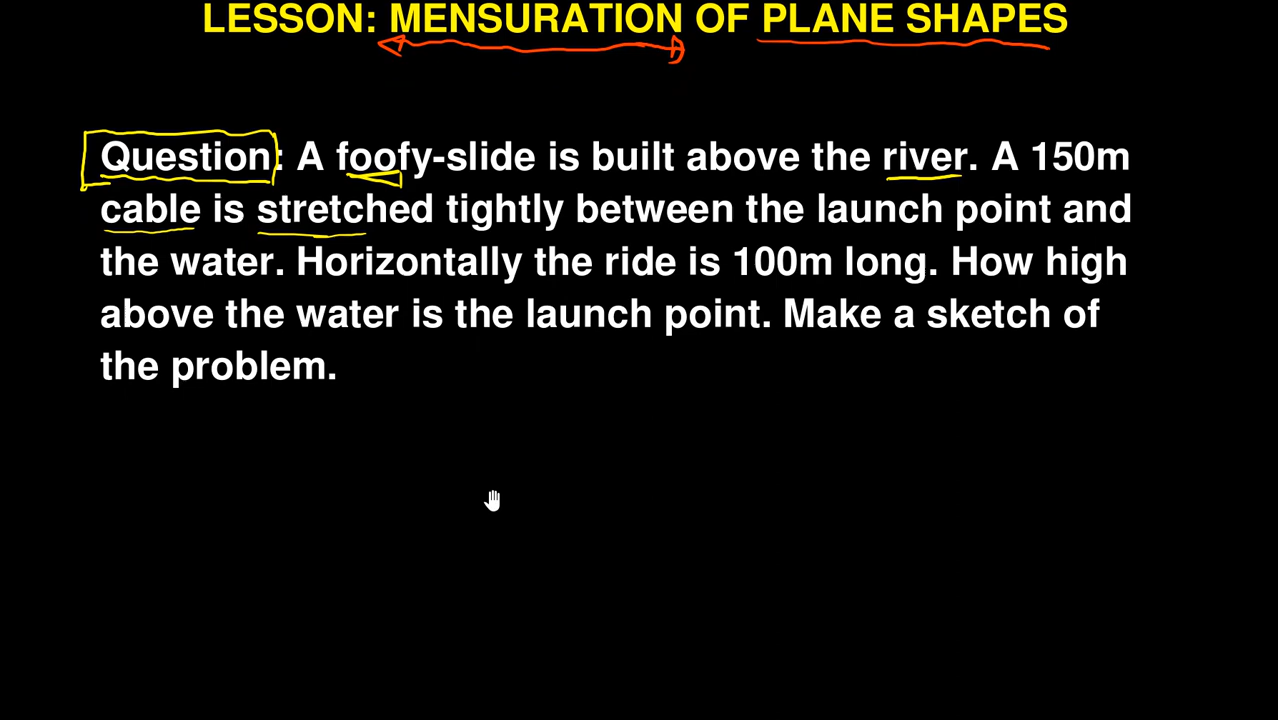 LESSON: MENSURATION OF PLANE SHAPES
Question: A foofy-slide is built above the river. A 150m
cable is stretched tightly between the launch point and
the water. Horizontally the ride is 100m long. How high
above the water is the launch point. Make a sketch of
the problem.